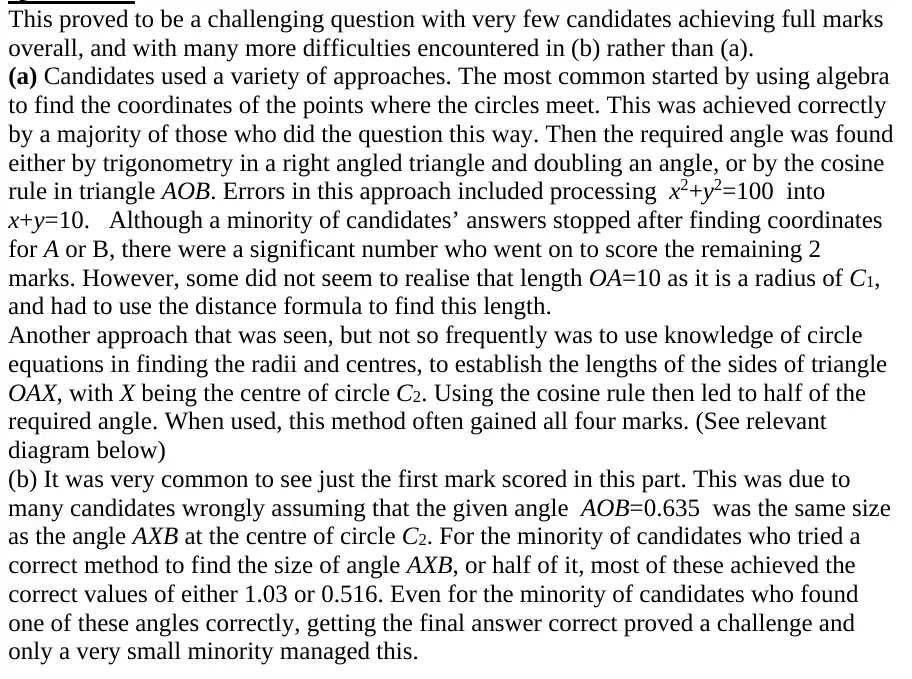 This proved to be a challenging question with very few candidates achieving full marks
overall, and with many more difficulties encountered in (b) rather than (a).
(a) Candidates used a variety of approaches. The most common started by using algebra
to find the coordinates of the points where the circles meet. This was achieved correctly
by a majority of those who did the question this way. Then the required angle was found
either by trigonometry in a right angled triangle and doubling an angle, or by the cosine
rule in triangle AOB. Errors in this approach included processing x²+y²=100 into
x+y=10. Although a minority of candidates’ answers stopped after finding coordinates
for A or B, there were a significant number who went on to score the remaining 2
marks. However, some did not seem to realise that length OA=10 as it is a radius of C₁,
and had to use the distance formula to find this length.
Another approach that was seen, but not so frequently was to use knowledge of circle
equations in finding the radii and centres, to establish the lengths of the sides of triangle
OAX, with X being the centre of circle C₂. Using the cosine rule then led to half of the
required angle. When used, this method often gained all four marks. (See relevant
diagram below)
(b) It was very common to see just the first mark scored in this part. This was due to
many candidates wrongly assuming that the given angle AOB=0.635 was the same size
as the angle AXB at the centre of circle C₂. For the minority of candidates who tried a
correct method to find the size of angle AXB, or half of it, most of these achieved the
correct values of either 1.03 or 0.516. Even for the minority of candidates who found
one of these angles correctly, getting the final answer correct proved a challenge and
only a very small minority managed this.